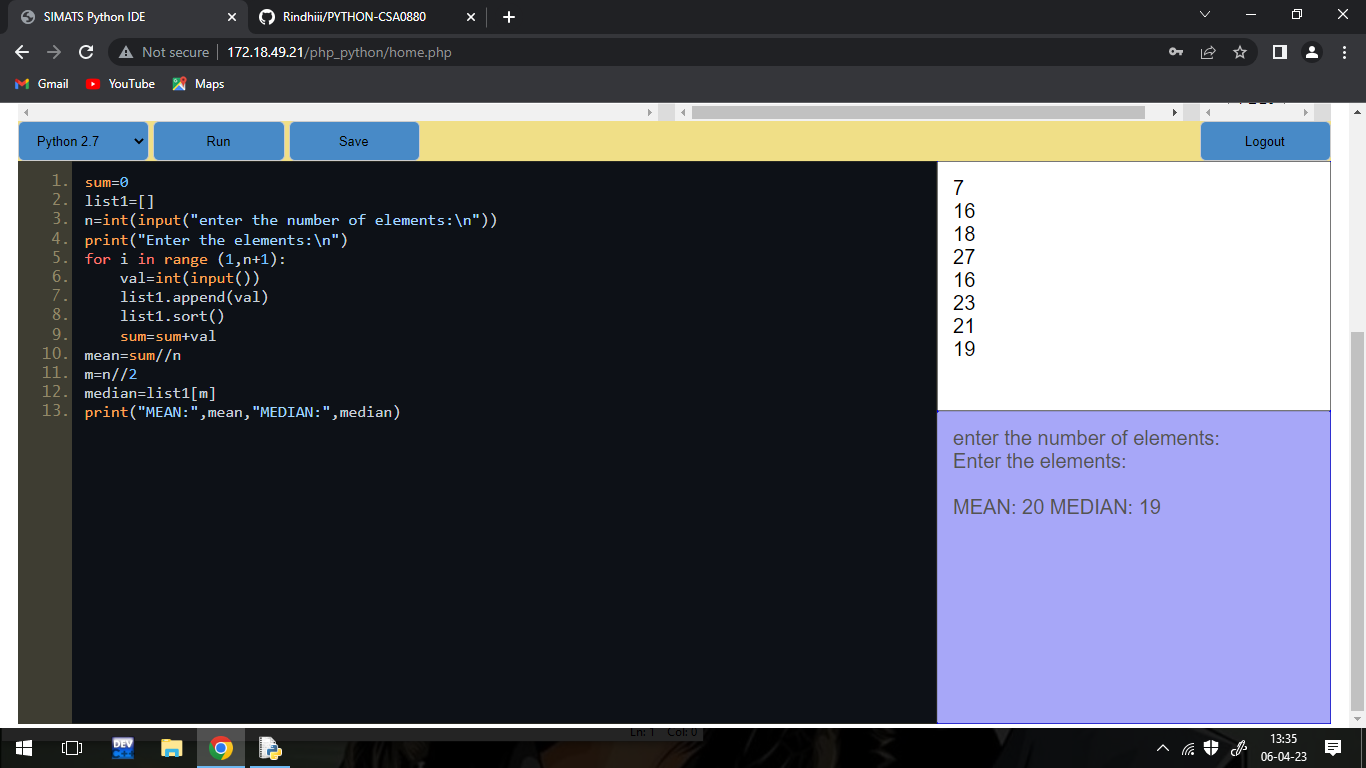 SIMATS Python IDE
Rindhiii/PYTHON-CSA0880
Not secure 172.18.49.21/php_python/home.php
Gmail YouTube Maps
Python 2.7 Run Save Logout
1. sum=0
2. list1=[]
3. n=int(input("enter the number of elements:\n"))
4. print("Enter the elements:\n")
5. for i in range (1,n+1):
6.     val=int(input())
7.     list1.append(val)
8.     list1.sort()
9.     sum=sum+val
10. mean=sum//n
11. m=n//2
12. median=list1[m]
13. print("MEAN:",mean,"MEDIAN:",median)
7
16
18
27
16
23
21
19
enter the number of elements:
Enter the elements:
MEAN: 20 MEDIAN: 19
Ln: 1 Col: 0
DEV
13:35
06-04-23